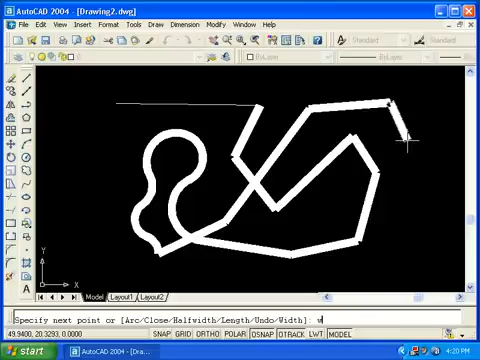 AutoCAD 2004 - [Drawing2.dwg]
File Edit View Insert Format Tools Draw Dimension Modify Window Help
Standard
ByLayer ByLayer
Y
X
Model Layout1 Layout2
Specify next point or [Arc/Close/Halfwidth/Length/Undo/Width]: w
49.9400, 20.3293, 0.0000 SNAP GRID ORTHO POLAR OSNAP OTRACK LWT MODEL
start AutoCAD 2004 - [Dra... 4:20 PM